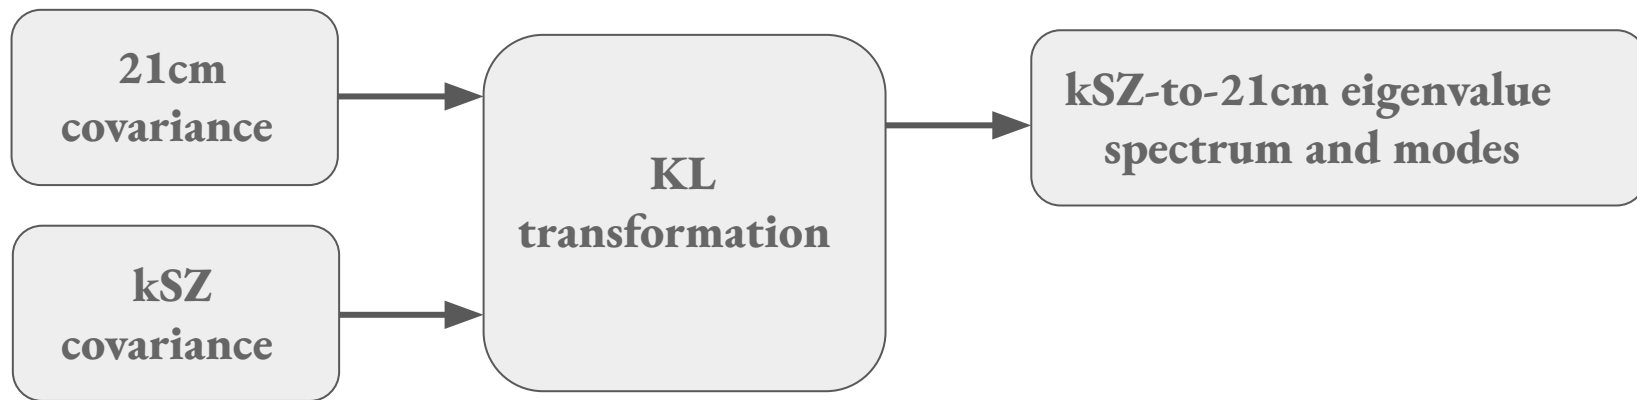 21cm
covariance
kSZ
covariance
KL
transformation
kSZ-to-21cm eigenvalue
spectrum and modes